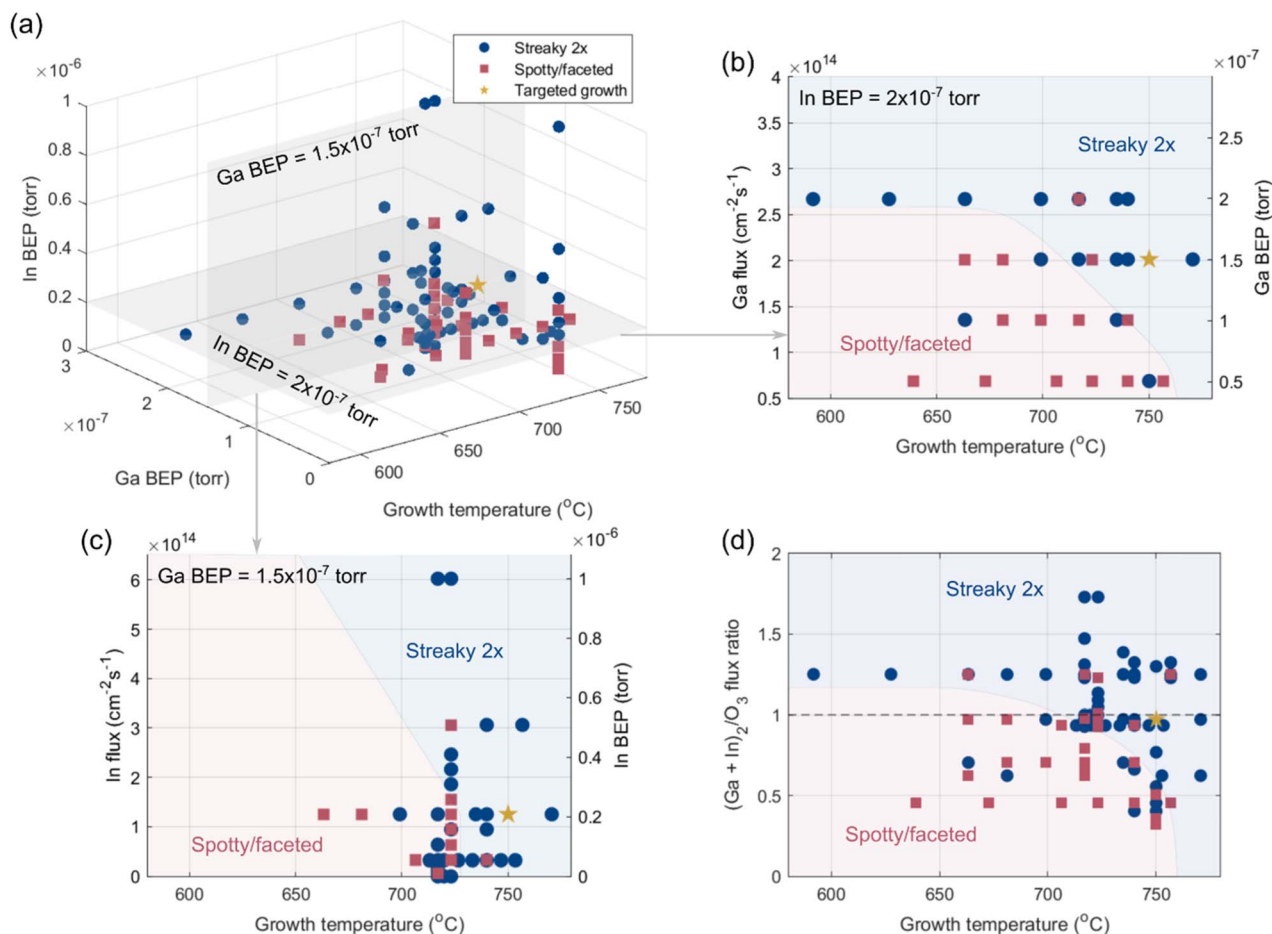 (a)
×10⁻⁶
1
0.8
0.6
0.4
0.2
0
In BEP (torr)
Streaky 2x
Spotty/faceted
Targeted growth
Ga BEP = 1.5x10⁻⁷ torr
In BEP = 2x10⁻⁷ torr
3
2
1
0
×10⁻⁷
Ga BEP (torr)
600
650
700
750
Growth temperature (°C)
(b)
×10¹⁴
×10⁻⁷
In BEP = 2x10⁻⁷ torr
Streaky 2x
Spotty/faceted
4
3.5
3
2.5
2
1.5
1
0.5
Ga flux (cm⁻²s⁻¹)
2.5
2
1.5
1
0.5
Ga BEP (torr)
600 650 700 750
Growth temperature (°C)
(c)
×10¹⁴
×10⁻⁶
Ga BEP = 1.5x10⁻⁷ torr
Streaky 2x
Spotty/faceted
6
5
4
3
2
1
0
In flux (cm⁻²s⁻¹)
1
0.8
0.6
0.4
0.2
0
In BEP (torr)
600 650 700 750
Growth temperature (°C)
(d)
Streaky 2x
Spotty/faceted
2
1.5
1
0.5
0
(Ga + In)₂/O₃ flux ratio
600 650 700 750
Growth temperature (°C)